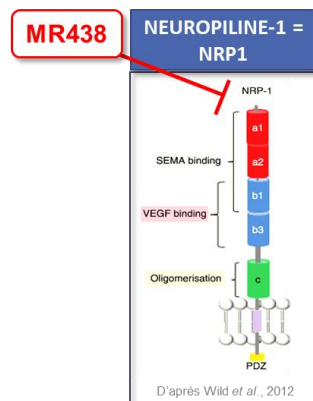 MR438
NEUROPILINE-1 =
NRP1
NRP-1
a1
SEMA binding
a2
b1
VEGF binding
b3
Oligomerisation
c
PDZ
D'après Wild et al., 2012